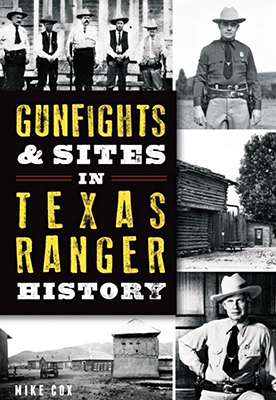 GUNFIGHTS
& SITES
IN
TEXAS
RANGER
HISTORY
MIKE COX